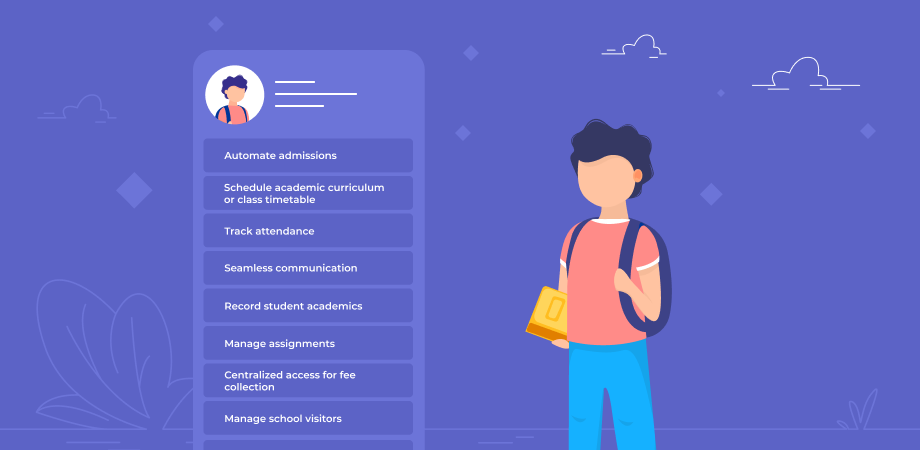 Automate admissions
Schedule academic curriculum
or class timetable
Track attendance
Seamless communication
Record student academics
Manage assignments
Centralized access for fee
collection
Manage school visitors